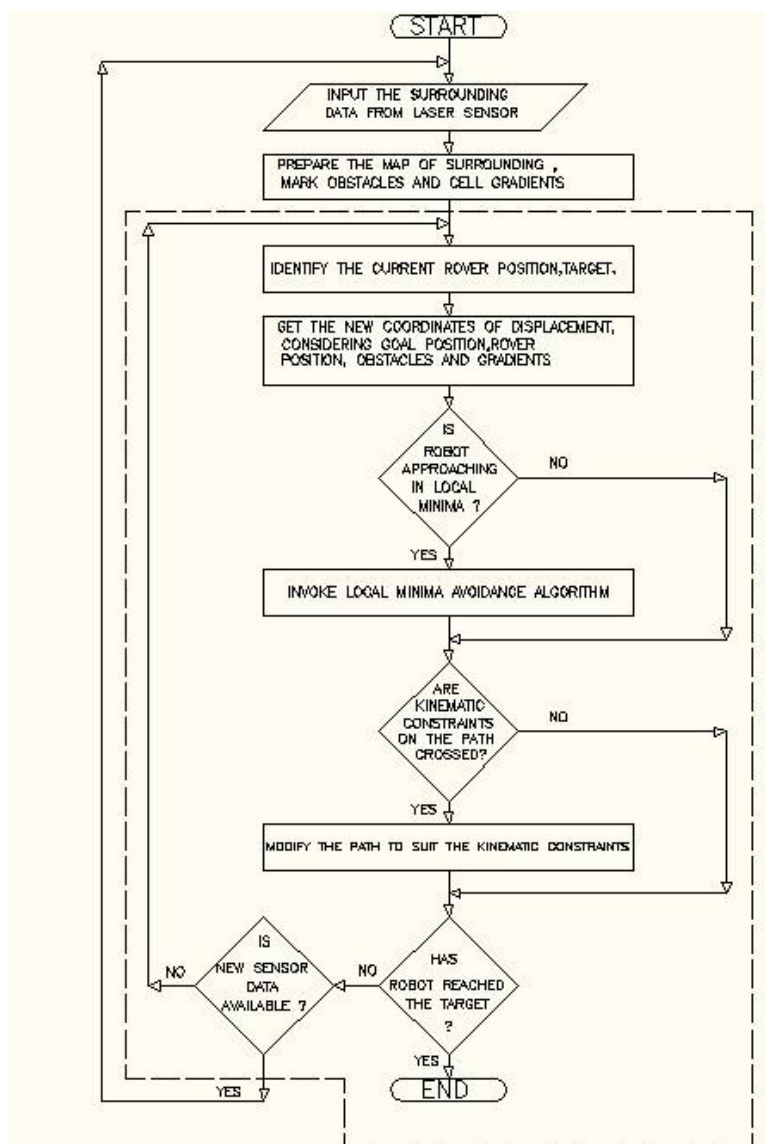 START
INPUT THE SURROUNDING
DATA FROM LASER SENSOR
PREPARE THE MAP OF SURROUNDING ,
MARK OBSTACLES AND CELL GRADIENTS
IDENTIFY THE CURRENT ROVER POSITION,TARGET.
GET THE NEW COORDINATES OF DISPLACEMENT,
CONSIDERING GOAL POSITION,ROVER
POSITION, OBSTACLES AND GRADIENTS
IS
ROBOT
APPROACHING
IN LOCAL
MINIMA ?
NO
YES
INVOKE LOCAL MINIMA AVOIDANCE ALGORITHM
ARE
KINEMATIC
CONSTRAINTS
ON THE PATH
CROSSED?
NO
YES
MODIFY THE PATH TO SUIT THE KINEMATIC CONSTRAINTS
HAS
ROBOT REACHED
THE TARGET
?
NO
IS
NEW SENSOR
DATA
AVAILABLE ?
NO
YES
YES
END